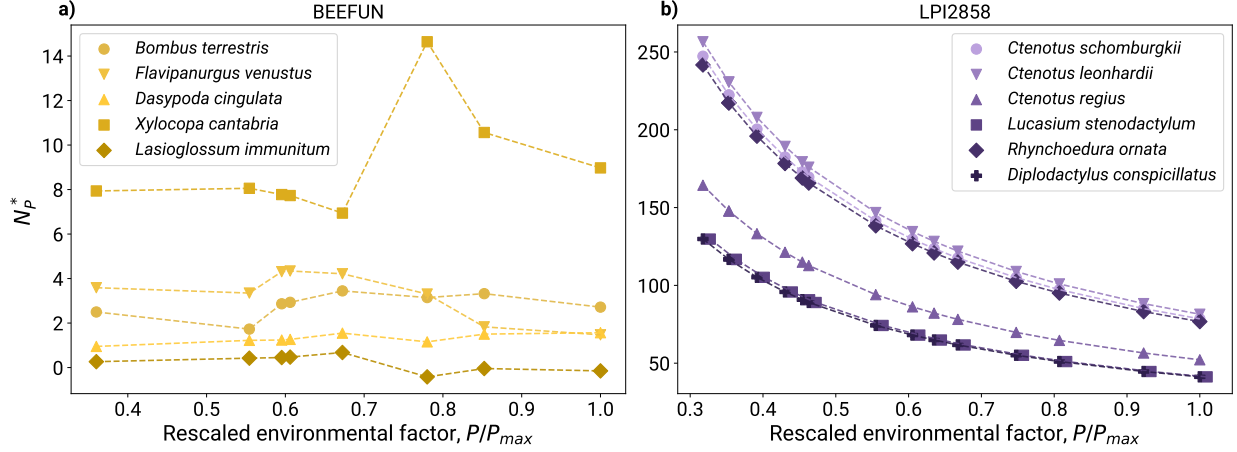 a)
BEEFUN
Bombus terrestris
Flavipanurgus venustus
Dasypoda cingulata
Xylocopa cantabria
Lasioglossum immunitum
14
12
10
8
6
4
2
0
N_P^*
0.4 0.5 0.6 0.7 0.8 0.9 1.0
Rescaled environmental factor, P/P_max
b)
LPI2858
Ctenotus schomburgkii
Ctenotus leonhardii
Ctenotus regius
Lucasium stenodactylum
Rhynchoedura ornata
Diplodactylus conspicillatus
250
200
150
100
50
0.3 0.4 0.5 0.6 0.7 0.8 0.9 1.0
Rescaled environmental factor, P/P_max